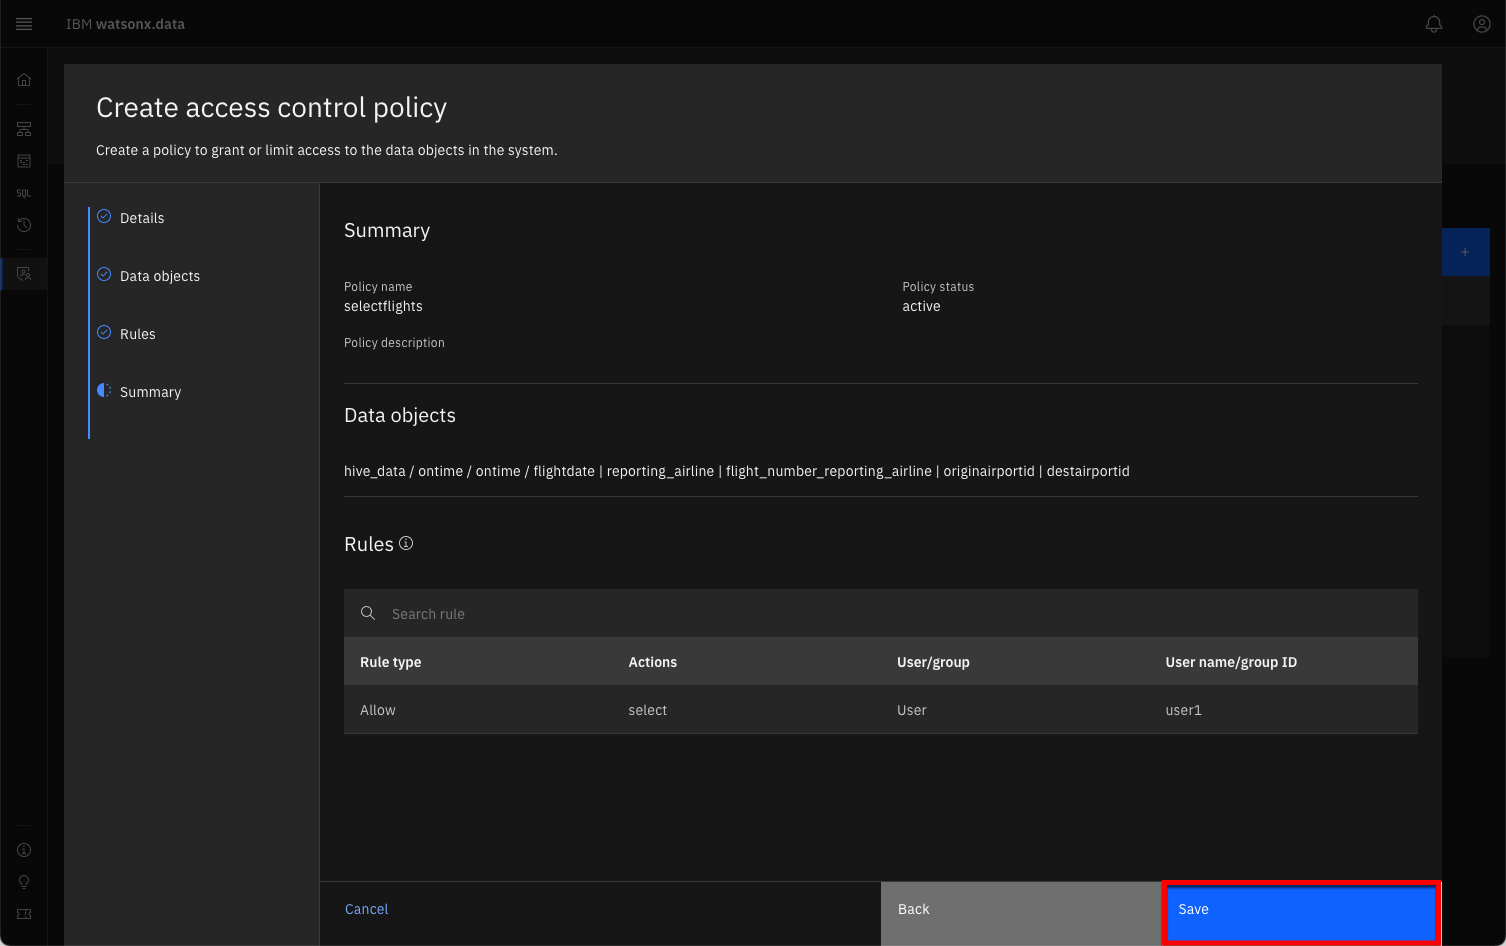 IBM watsonx.data
Create access control policy
Create a policy to grant or limit access to the data objects in the system.
Details
Data objects
Rules
Summary
SQL
Summary
Policy name
selectflights
Policy status
active
Policy description
Data objects
hive_data / ontime / ontime / flightdate | reporting_airline | flight_number_reporting_airline | originairportid | destairportid
Rules
Search rule
Rule type Actions User/group User name/group ID
Allow select User user1
Cancel Back Save